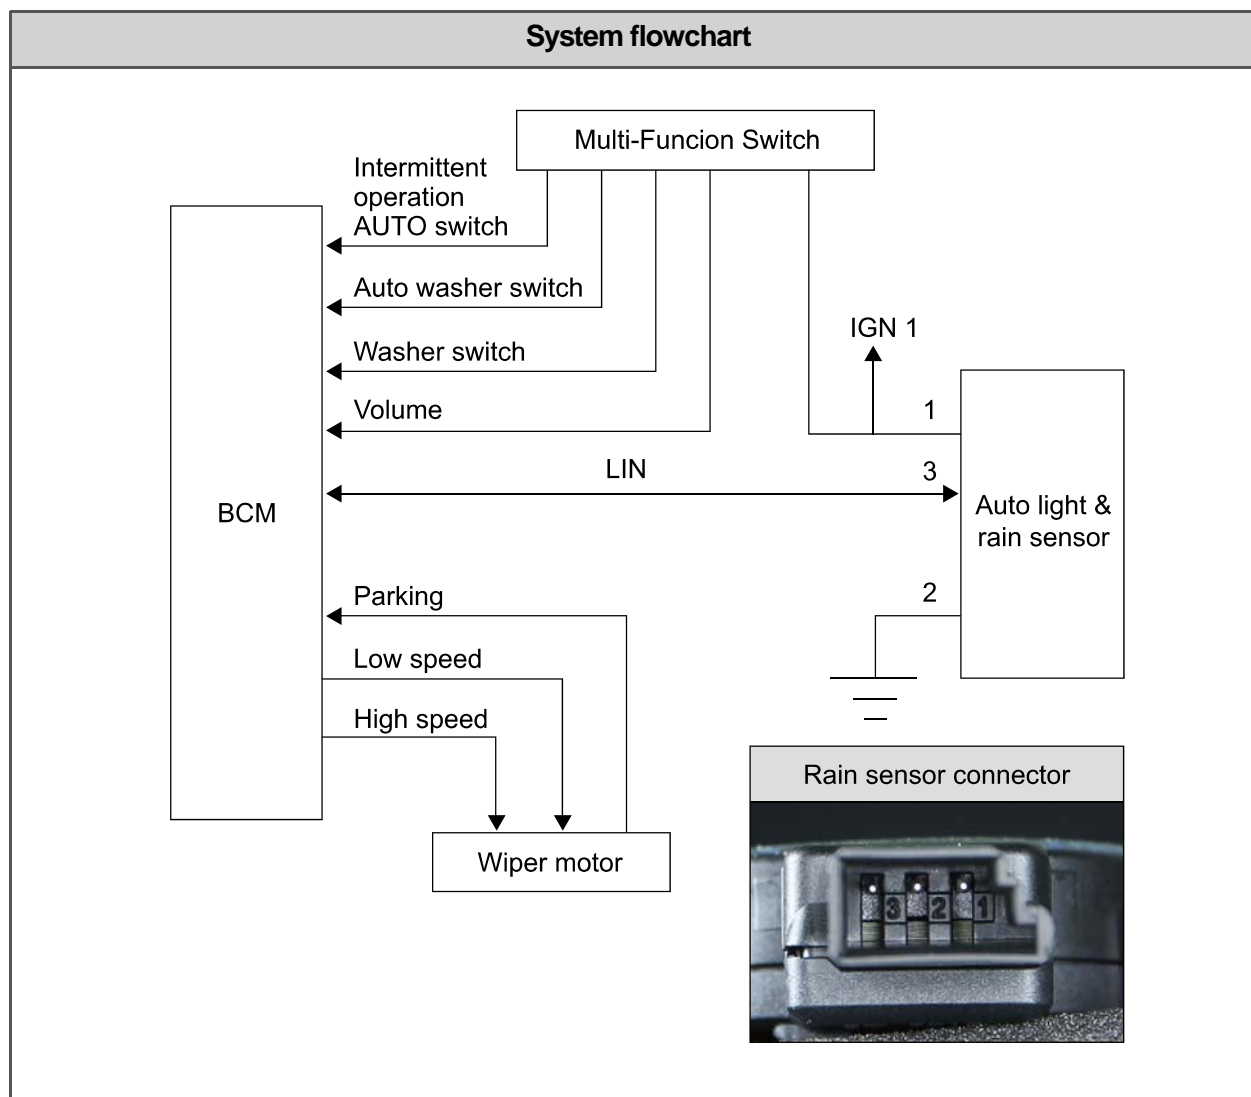 System flowchart
Multi-Funcion Switch
Intermittent
operation
AUTO switch
Auto washer switch
IGN 1
Washer switch
Volume
1
LIN
3
BCM
Auto light &
rain sensor
Parking
2
Low speed
High speed
Rain sensor connector
Wiper motor
3 2 1